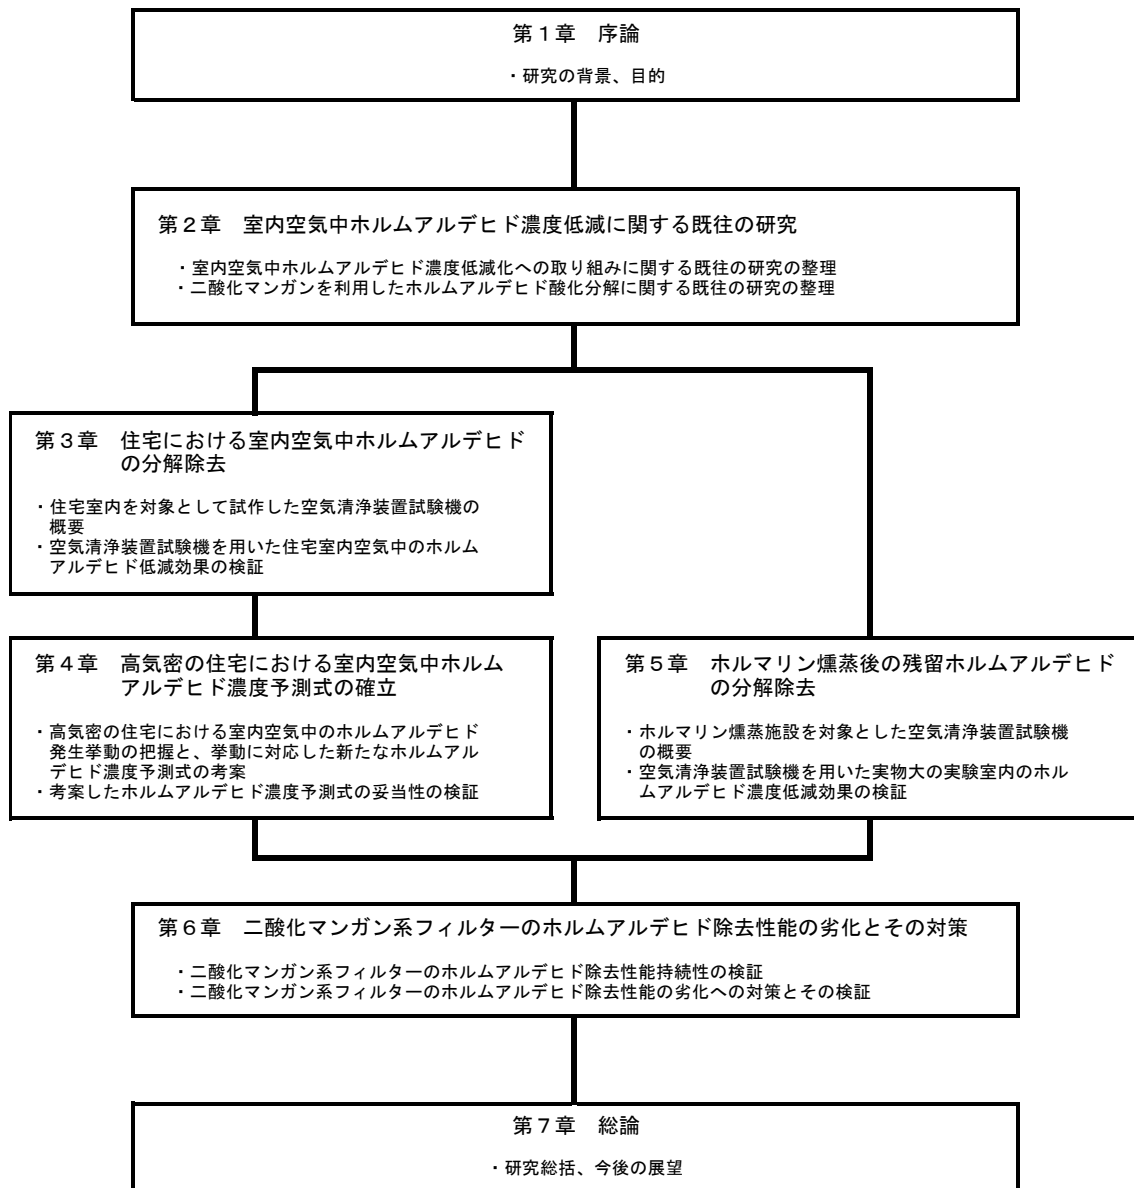 第１章　序論
・研究の背景、目的
第２章　室内空気中ホルムアルデヒド濃度低減に関する既往の研究
・室内空気中ホルムアルデヒド濃度低減化への取り組みに関する既往の研究の整理
・二酸化マンガンを利用したホルムアルデヒド酸化分解に関する既往の研究の整理
第３章　住宅における室内空気中ホルムアルデヒド
の分解除去
・住宅室内を対象として試作した空気清浄装置試験機の
概要
・空気清浄装置試験機を用いた住宅室内空気中のホルム
アルデヒド低減効果の検証
第４章　高気密の住宅における室内空気中ホルム
アルデヒド濃度予測式の確立
・高気密の住宅における室内空気中のホルムアルデヒド
発生挙動の把握と、挙動に対応した新たなホルムアル
デヒド濃度予測式の考案
・考案したホルムアルデヒド濃度予測式の妥当性の検証
第５章　ホルマリン燻蒸後の残留ホルムアルデヒド
の分解除去
・ホルマリン燻蒸施設を対象とした空気清浄装置試験機
の概要
・空気清浄装置試験機を用いた実物大の実験室内のホル
ムアルデヒド濃度低減効果の検証
第６章　二酸化マンガン系フィルターのホルムアルデヒド除去性能の劣化とその対策
・二酸化マンガン系フィルターのホルムアルデヒド除去性能持続性の検証
・二酸化マンガン系フィルターのホルムアルデヒド除去性能の劣化への対策とその検証
第７章　総論
・研究総括、今後の展望